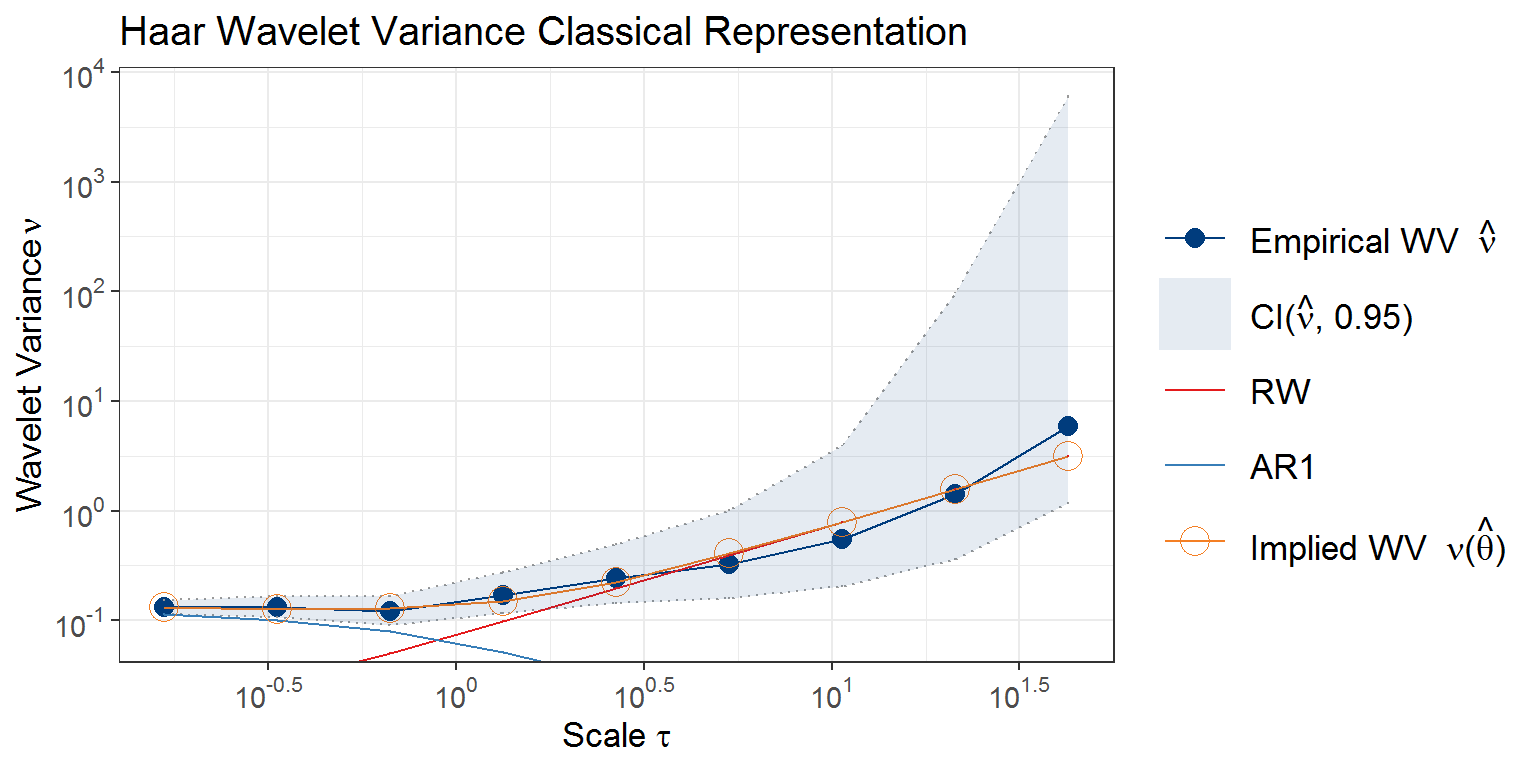 Haar Wavelet Variance Classical Representation
Wavelet Variance ν
10^4
10^3
10^2
10^1
10^0
10^-1
10^-0.5
10^0
10^0.5
10^1
10^1.5
Scale τ
Empirical WV ν̂
CI(ν̂, 0.95)
RW
AR1
Implied WV ν(θ̂)